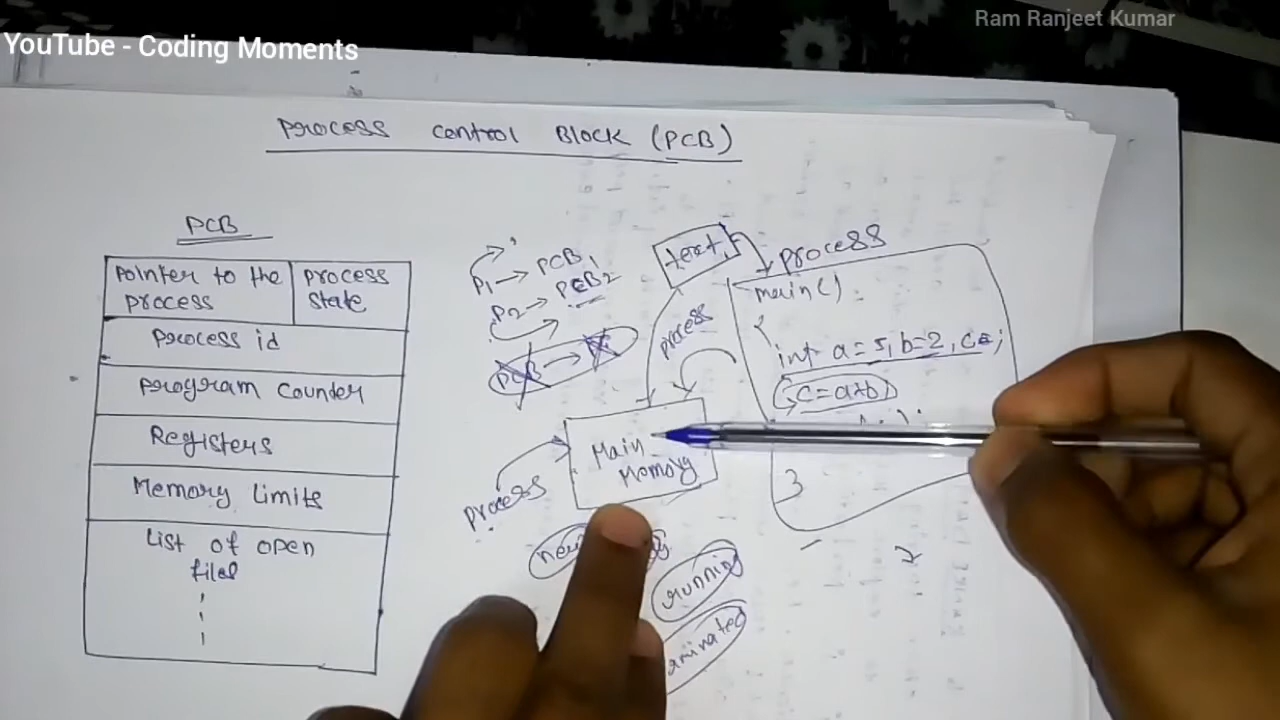 Ram Ranjeet Kumar
YouTube - Coding Moments
Process Control Block (PCB)
PCB
Pointer to the process
Process state
Process id
Program Counter
Registers
Memory Limits
List of open
files
P1 → PCB1
P2 → PCB2
PCB →
text
process
process
main()
{
int a=5, b=2, c;
c=a+b
}
Main
Memory
process
new
running
2